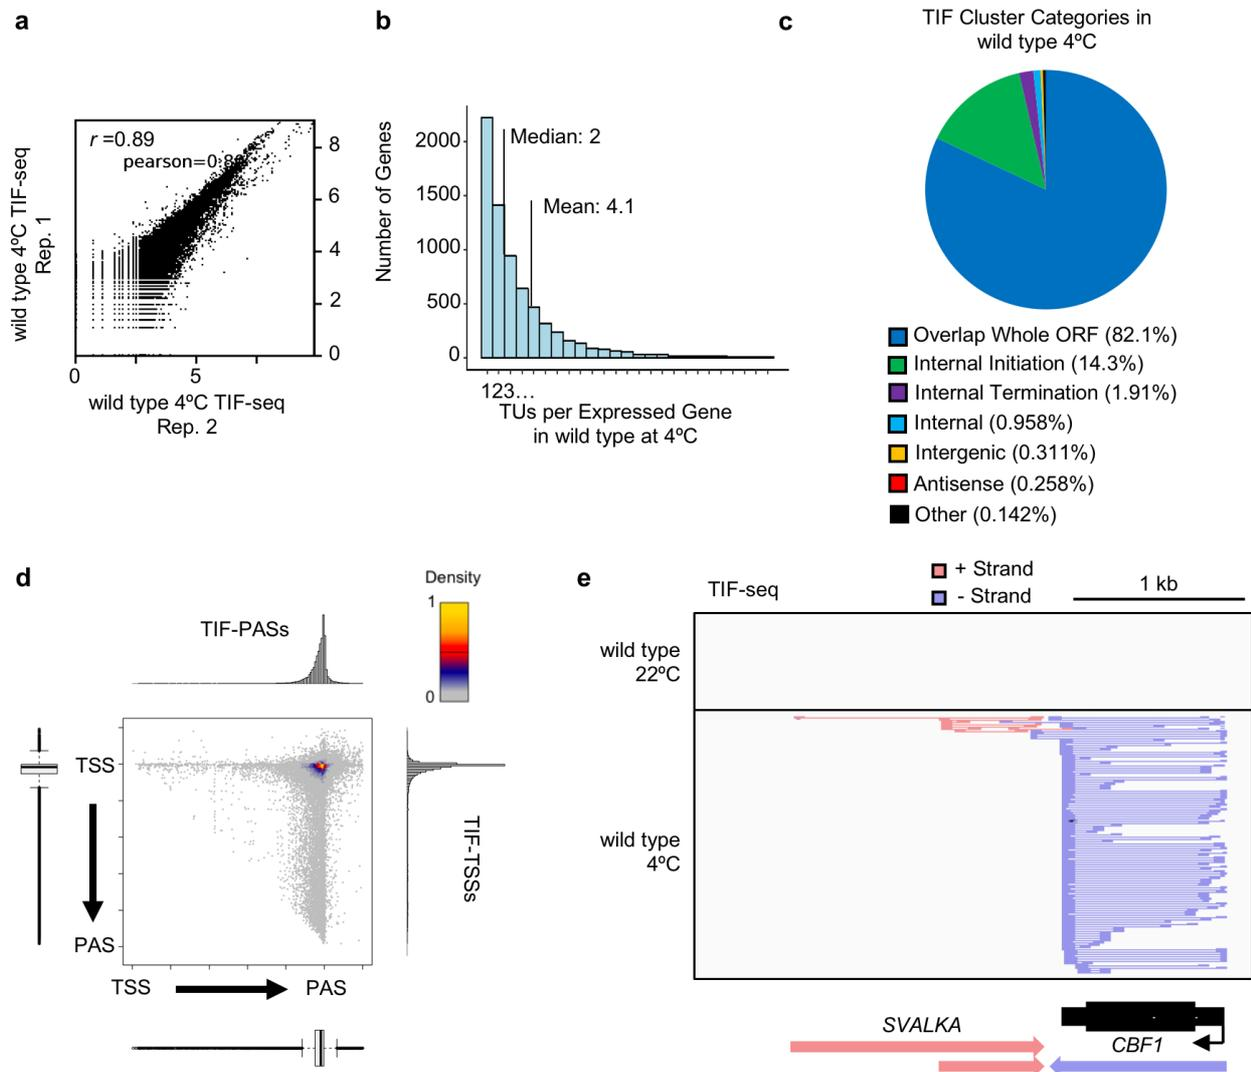 a
r =0.89
pearson=0.89
8
6
4
2
0
0
5
wild type 4ºC TIF-seq
Rep. 1
wild type 4ºC TIF-seq
Rep. 2
b
Number of Genes
2000
1500
1000
500
0
Median: 2
Mean: 4.1
123...
TUs per Expressed Gene
in wild type at 4ºC
c
TIF Cluster Categories in
wild type 4ºC
Overlap Whole ORF (82.1%)
Internal Initiation (14.3%)
Internal Termination (1.91%)
Internal (0.958%)
Intergenic (0.311%)
Antisense (0.258%)
Other (0.142%)
d
Density
1
0
TIF-PASs
TSS
PAS
TIF-TSSs
TSS
PAS
e
TIF-seq
+ Strand
- Strand
1 kb
wild type
22ºC
wild type
4ºC
SVALKA
CBF1